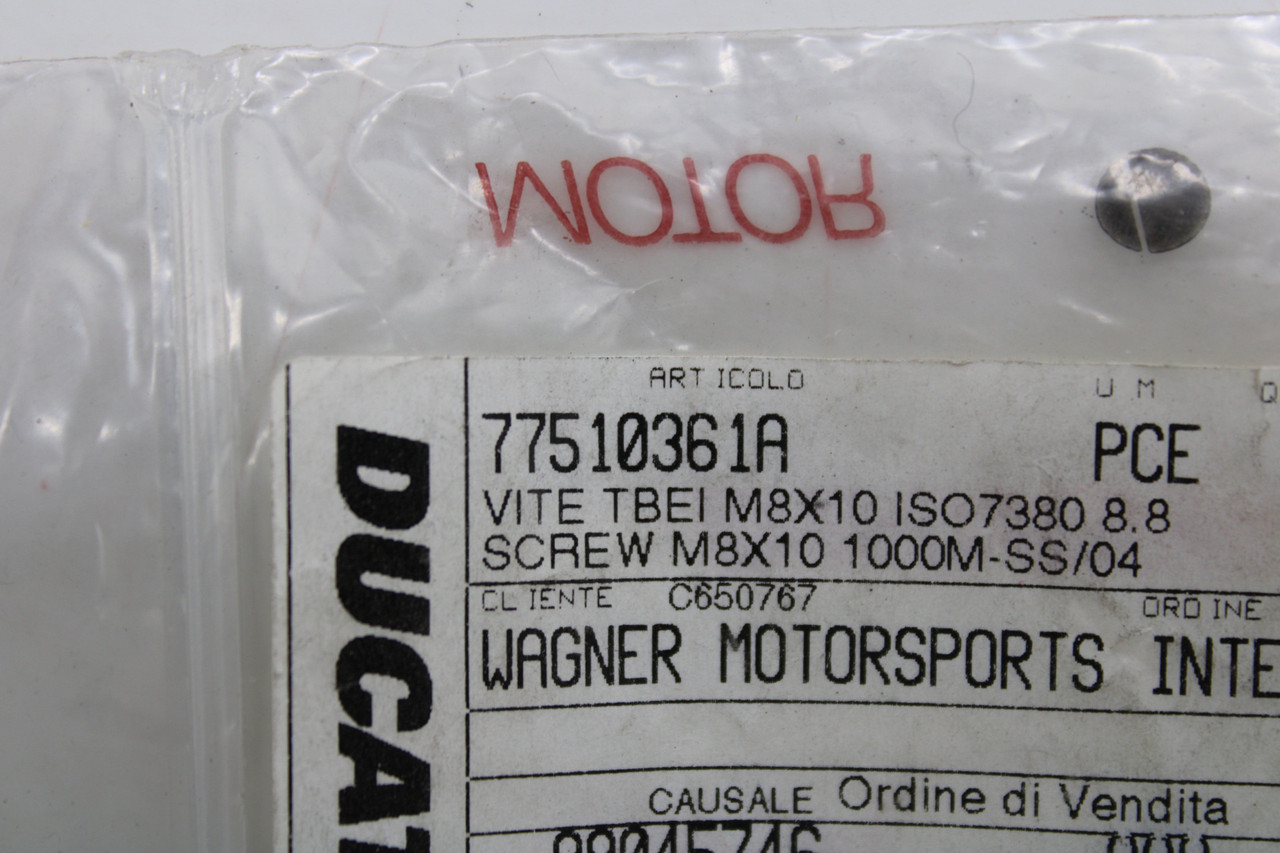 MOTOR
ARTICOLO U M Q
77510361A PCE
VITE TBEI M8X10 ISO7380 8.8
SCREW M8X10 1000M-SS/04
CLIENTE C650767 ORDINE
WAGNER MOTORSPORTS INTE
CAUSALE Ordine di Vendita
DUCAT